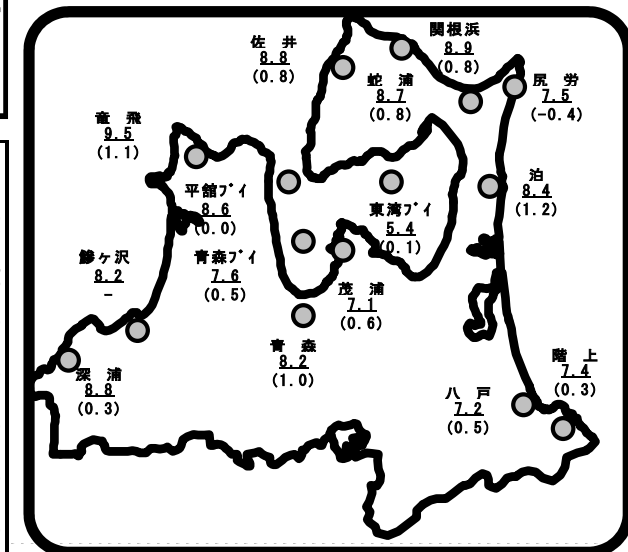 関根浜
8.9
(0.8)
佐 井
8.8
(0.8)
蛇 浦
8.7
(0.8)
尻 労
7.5
(-0.4)
竜 飛
9.5
(1.1)
泊
8.4
(1.2)
平舘ﾌﾞｲ
8.6
(0.0)
東湾ﾌﾞｲ
5.4
(0.1)
鰺ヶ沢
8.2
-
青森ﾌﾞｲ
7.6
(0.5)
茂 浦
7.1
(0.6)
青 森
8.2
(1.0)
階 上
7.4
(0.3)
深 浦
8.8
(0.3)
八 戸
7.2
(0.5)